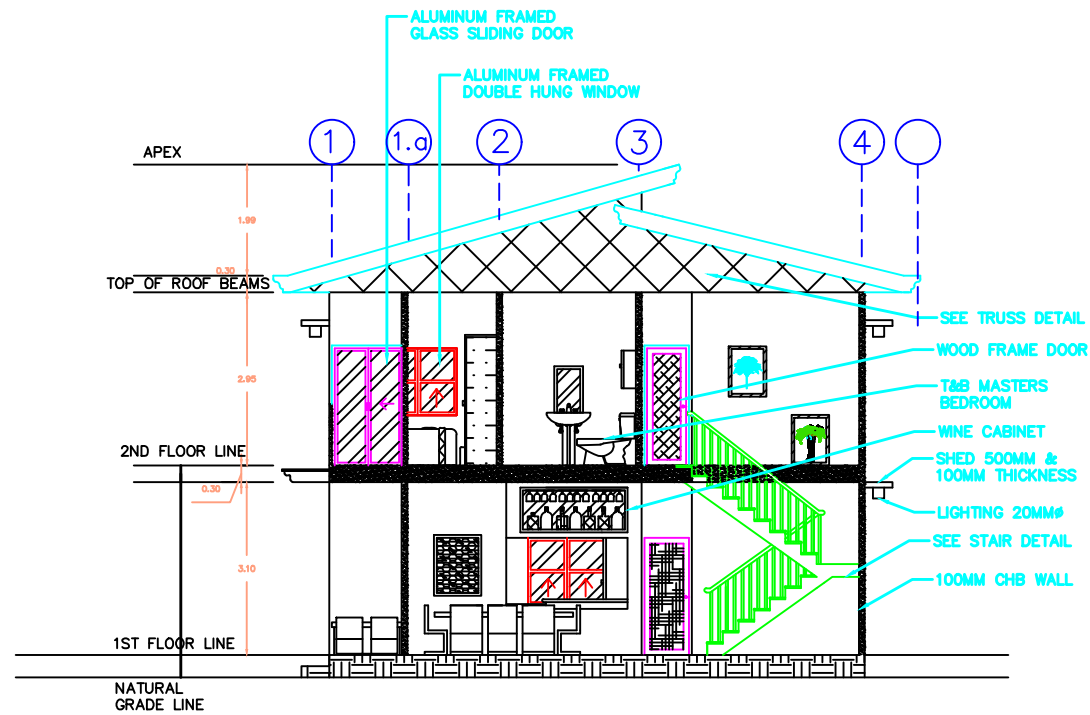 ALUMINUM FRAMED
GLASS SLIDING DOOR
ALUMINUM FRAMED
DOUBLE HUNG WINDOW
1
1.a
2
3
4
APEX
1.99
0.30
TOP OF ROOF BEAMS
SEE TRUSS DETAIL
WOOD FRAME DOOR
2.95
T&B MASTERS
BEDROOM
WINE CABINET
2ND FLOOR LINE
SHED 500MM &
100MM THICKNESS
0.30
LIGHTING 20MMø
SEE STAIR DETAIL
3.10
100MM CHB WALL
1ST FLOOR LINE
NATURAL
GRADE LINE